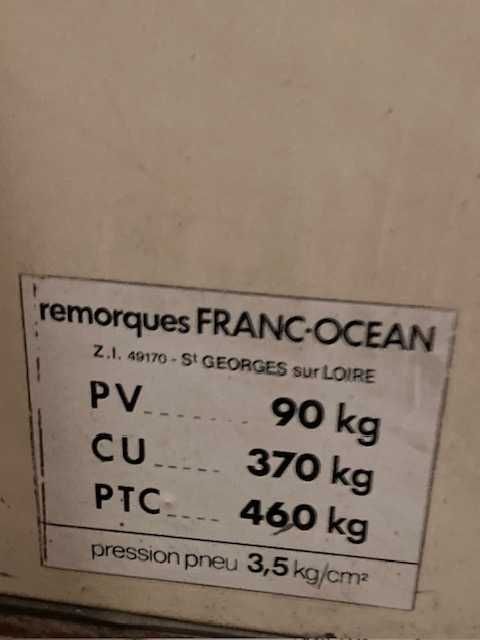 remorques FRANC-OCEAN
Z.I. 49170 - St GEORGES sur LOIRE
PV........ 90 kg
CU..... 370 kg
PTC.... 460 kg
pression pneu 3,5 kg/cm²